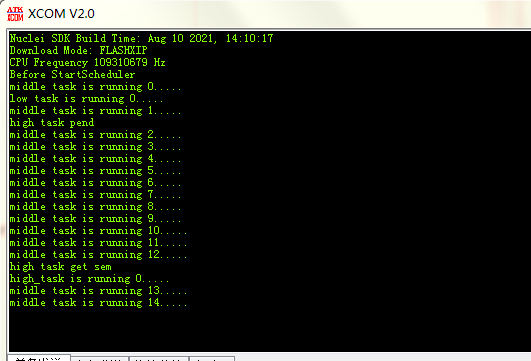 ATK
XCOM
XCOM V2.0
Nuclei SDK Build Time: Aug 10 2021, 14:10:17
Download Mode: FLASHXIP
CPU Frequency 109310679 Hz
Before StartScheduler
middle task is running 0.....
low task is running 0.....
middle task is running 1.....
high task pend
middle task is running 2.....
middle task is running 3.....
middle task is running 4.....
middle task is running 5.....
middle task is running 6.....
middle task is running 7.....
middle task is running 8.....
middle task is running 9.....
middle task is running 10.....
middle task is running 11.....
middle task is running 12.....
high task get sem
high_task is running 0.....
middle task is running 13.....
middle task is running 14.....